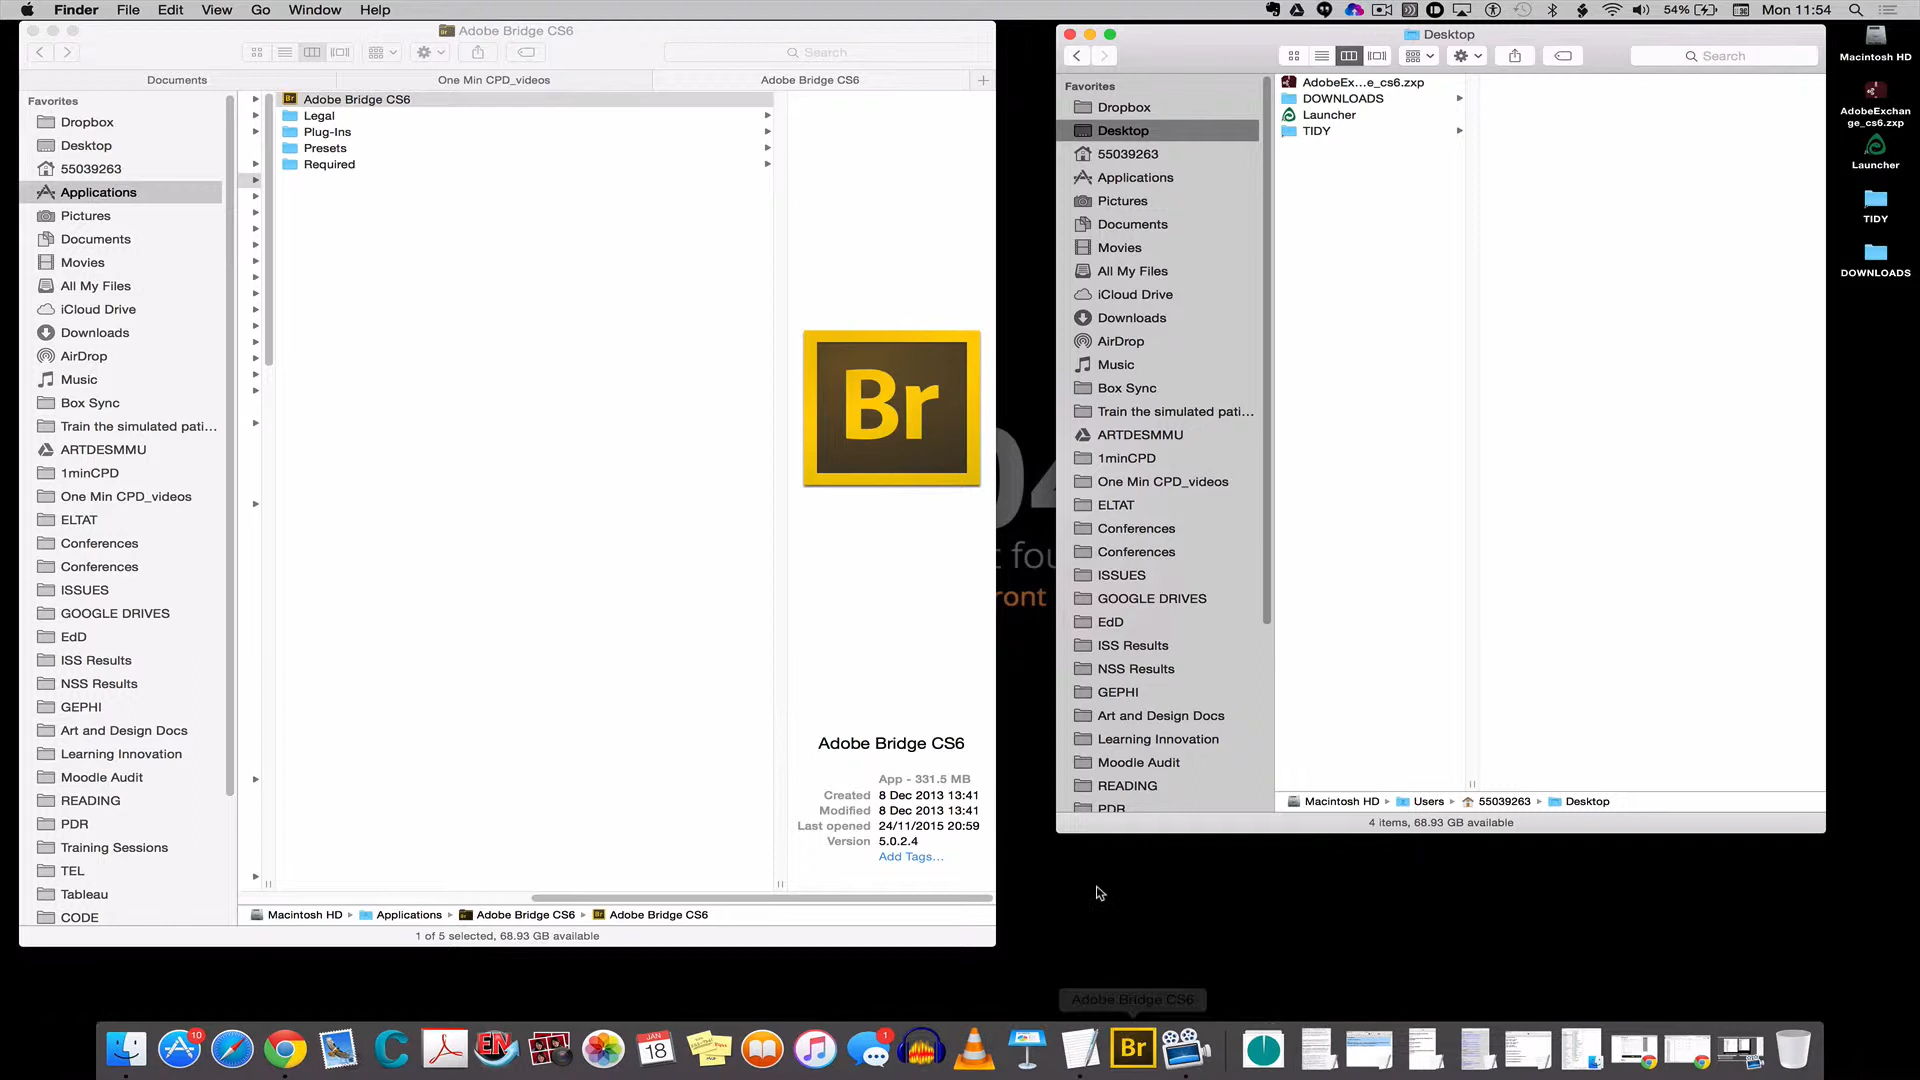 Finder File Edit View Go Window Help
54% Mon 11:54
Adobe Bridge CS6
Search
Documents One Min CPD_videos Adobe Bridge CS6 +
Favorites
Dropbox
Desktop
55039263
Applications
Pictures
Documents
Movies
All My Files
iCloud Drive
Downloads
AirDrop
Music
Box Sync
Train the simulated pati...
ARTDESMMU
1minCPD
One Min CPD_videos
ELTAT
Conferences
Conferences
ISSUES
GOOGLE DRIVES
EdD
ISS Results
NSS Results
GEPHI
Art and Design Docs
Learning Innovation
Moodle Audit
READING
PDR
Training Sessions
TEL
Tableau
CODE
Adobe Bridge CS6
Legal
Plug-Ins
Presets
Required
Br
Adobe Bridge CS6
App - 331.5 MB
Created 8 Dec 2013 13:41
Modified 8 Dec 2013 13:41
Last opened 24/11/2015 20:59
Version 5.0.2.4
Add Tags...
Macintosh HD Applications Adobe Bridge CS6 Adobe Bridge CS6
1 of 5 selected, 68.93 GB available
Desktop
Search
Favorites
Dropbox
Desktop
55039263
Applications
Pictures
Documents
Movies
All My Files
iCloud Drive
Downloads
AirDrop
Music
Box Sync
Train the simulated pati...
ARTDESMMU
1minCPD
One Min CPD_videos
ELTAT
Conferences
Conferences
ISSUES
GOOGLE DRIVES
EdD
ISS Results
NSS Results
GEPHI
Art and Design Docs
Learning Innovation
Moodle Audit
READING
PDR
AdobeEx...e_cs6.zxp
DOWNLOADS
Launcher
TIDY
Macintosh HD Users 55039263 Desktop
4 items, 68.93 GB available
Macintosh HD
AdobeExchan
ge_cs6.zxp
Launcher
TIDY
DOWNLOADS
04
t fou
ront
Adobe Bridge CS6
10
EN
JAN
18
1
Br